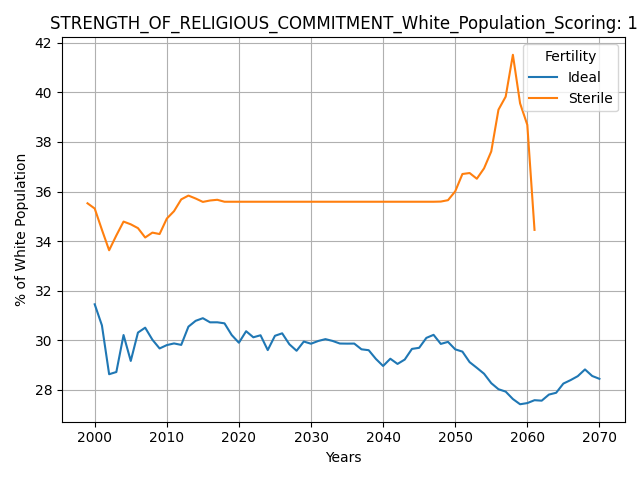 STRENGTH_OF_RELIGIOUS_COMMITMENT_White_Population_Scoring: 1
Fertility
Ideal
Sterile
% of White Population
42
40
38
36
34
32
30
28
2000 2010 2020 2030 2040 2050 2060 2070
Years